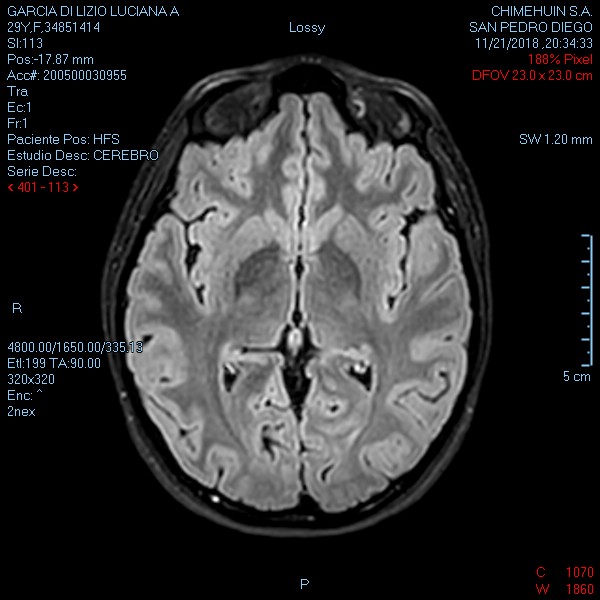 GARCIA DI LIZIO LUCIANA A
29Y,F,34851414
Sl:113
Pos:-17.87 mm
Acc#: 200500030955
Tra
Ec:1
Fr:1
Paciente Pos: HFS
Estudio Desc: CEREBRO
Serie Desc:
< 401 - 113 >
Lossy
CHIMEHUIN S.A.
SAN PEDRO DIEGO
11/21/2018 ,20:34:33
188% Pixel
DFOV 23.0 x 23.0 cm
SW 1.20 mm
R
4800.00/1650.00/335.13
Etl:199 TA:90.00
320x320
Enc: ^
2nex
5 cm
P
C 1070
W 1860